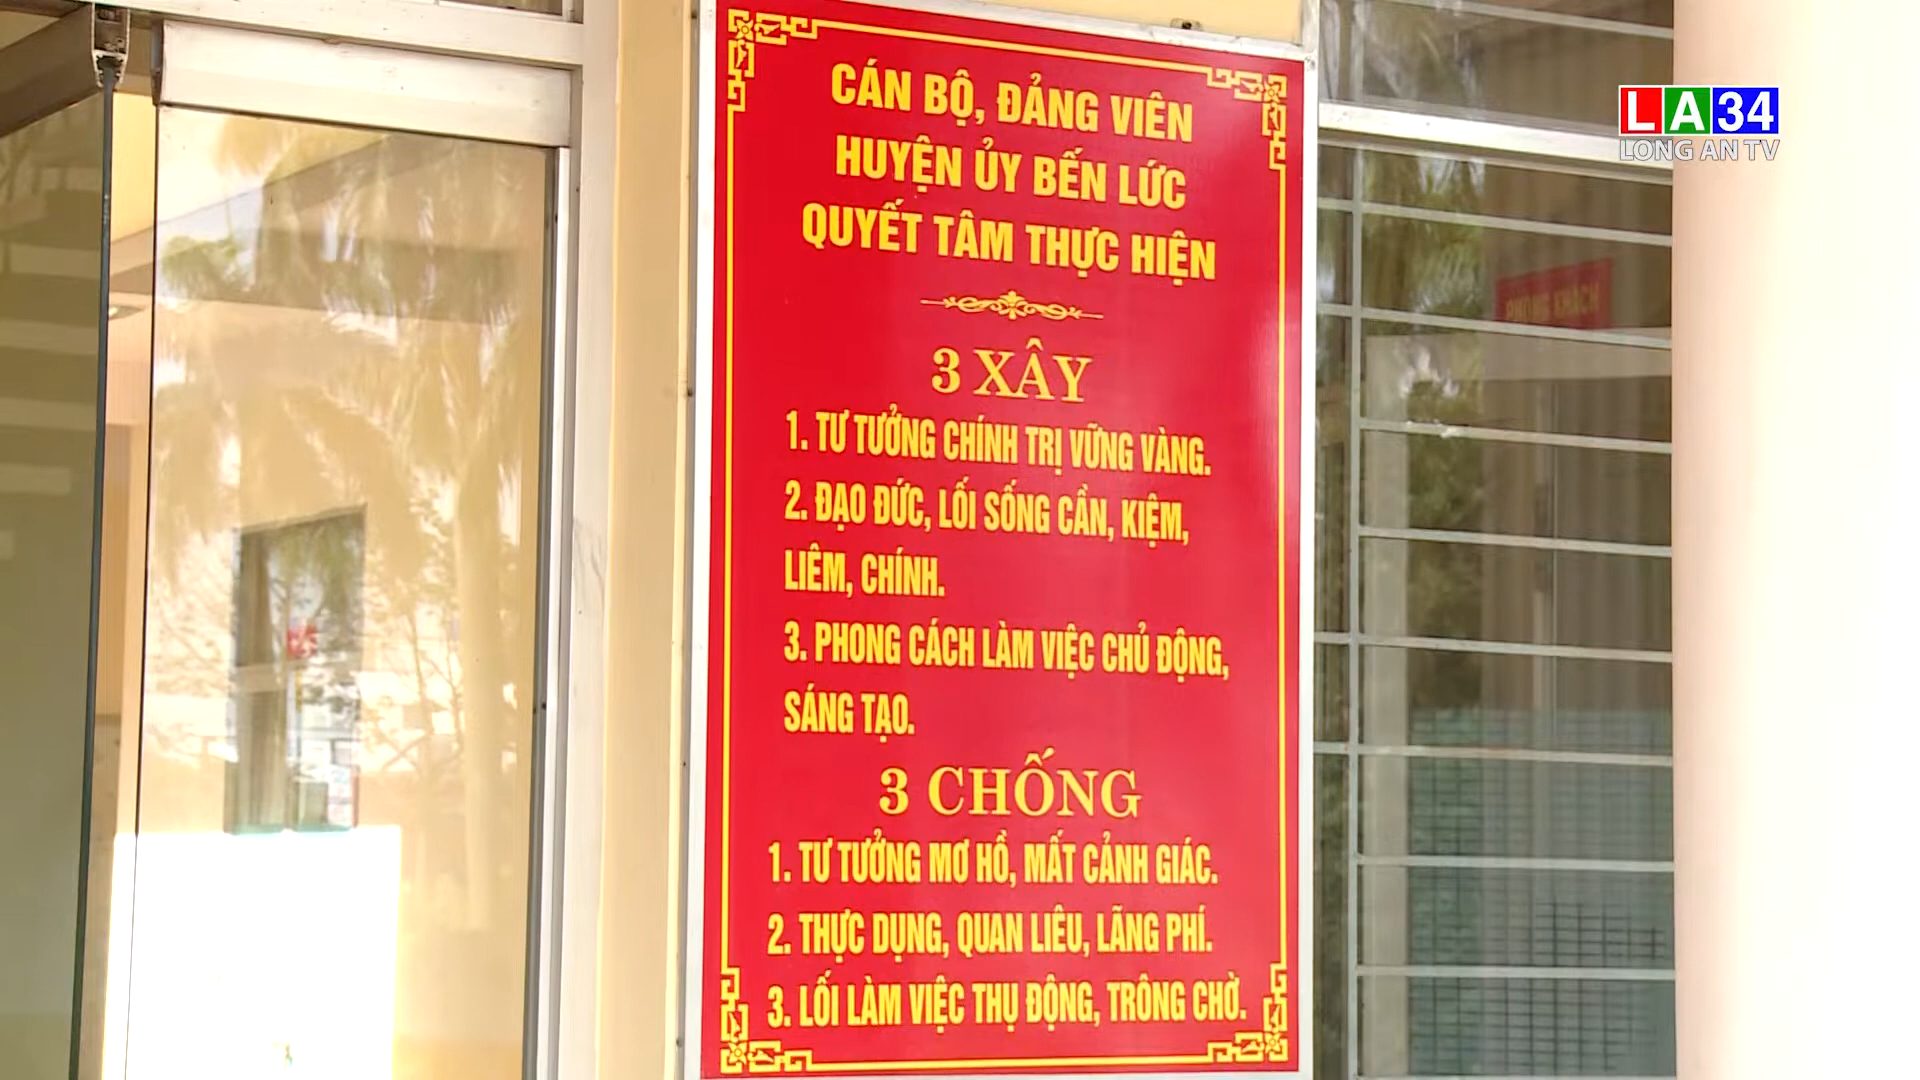 LA34
LONG AN TV
CÁN BỘ, ĐẢNG VIÊN
HUYỆN ỦY BẾN LỨC
QUYẾT TÂM THỰC HIỆN
3 XÂY
1. TƯ TƯỞNG CHÍNH TRỊ VỮNG VÀNG.
2. ĐẠO ĐỨC, LỐI SỐNG CẦN, KIỆM,
LIÊM, CHÍNH.
3. PHONG CÁCH LÀM VIỆC CHỦ ĐỘNG,
SÁNG TẠO.
3 CHỐNG
1. TƯ TƯỞNG MƠ HỒ, MẤT CẢNH GIÁC.
2. THỰC DỤNG, QUAN LIÊU, LÃNG PHÍ.
3. LỐI LÀM VIỆC THỤ ĐỘNG, TRÔNG CHỜ.
PHÒNG KHÁCH